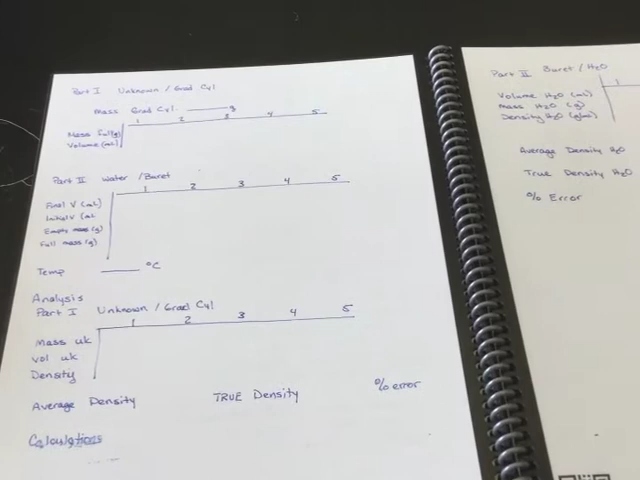 Part I Unknown / Grad Cyl
Mass Grad Cyl. ______ g
1 2 3 4 5
Mass Full(g)
Volume (mL)
Part II Water / Buret
1 2 3 4 5
Final V (mL)
Initial V (mL
Empty mass (g)
Full mass (g)
Temp ______ °C
Analysis
Part I Unknown / Grad Cyl
1 2 3 4 5
Mass uk
Vol uk
Density
Average Density TRUE Density % error
Calculations
Part II Buret / H2O
1
Volume H2O (mL)
Mass H2O (g)
Density H2O (g/mL)
Average Density H2O
True Density H2O
% Error